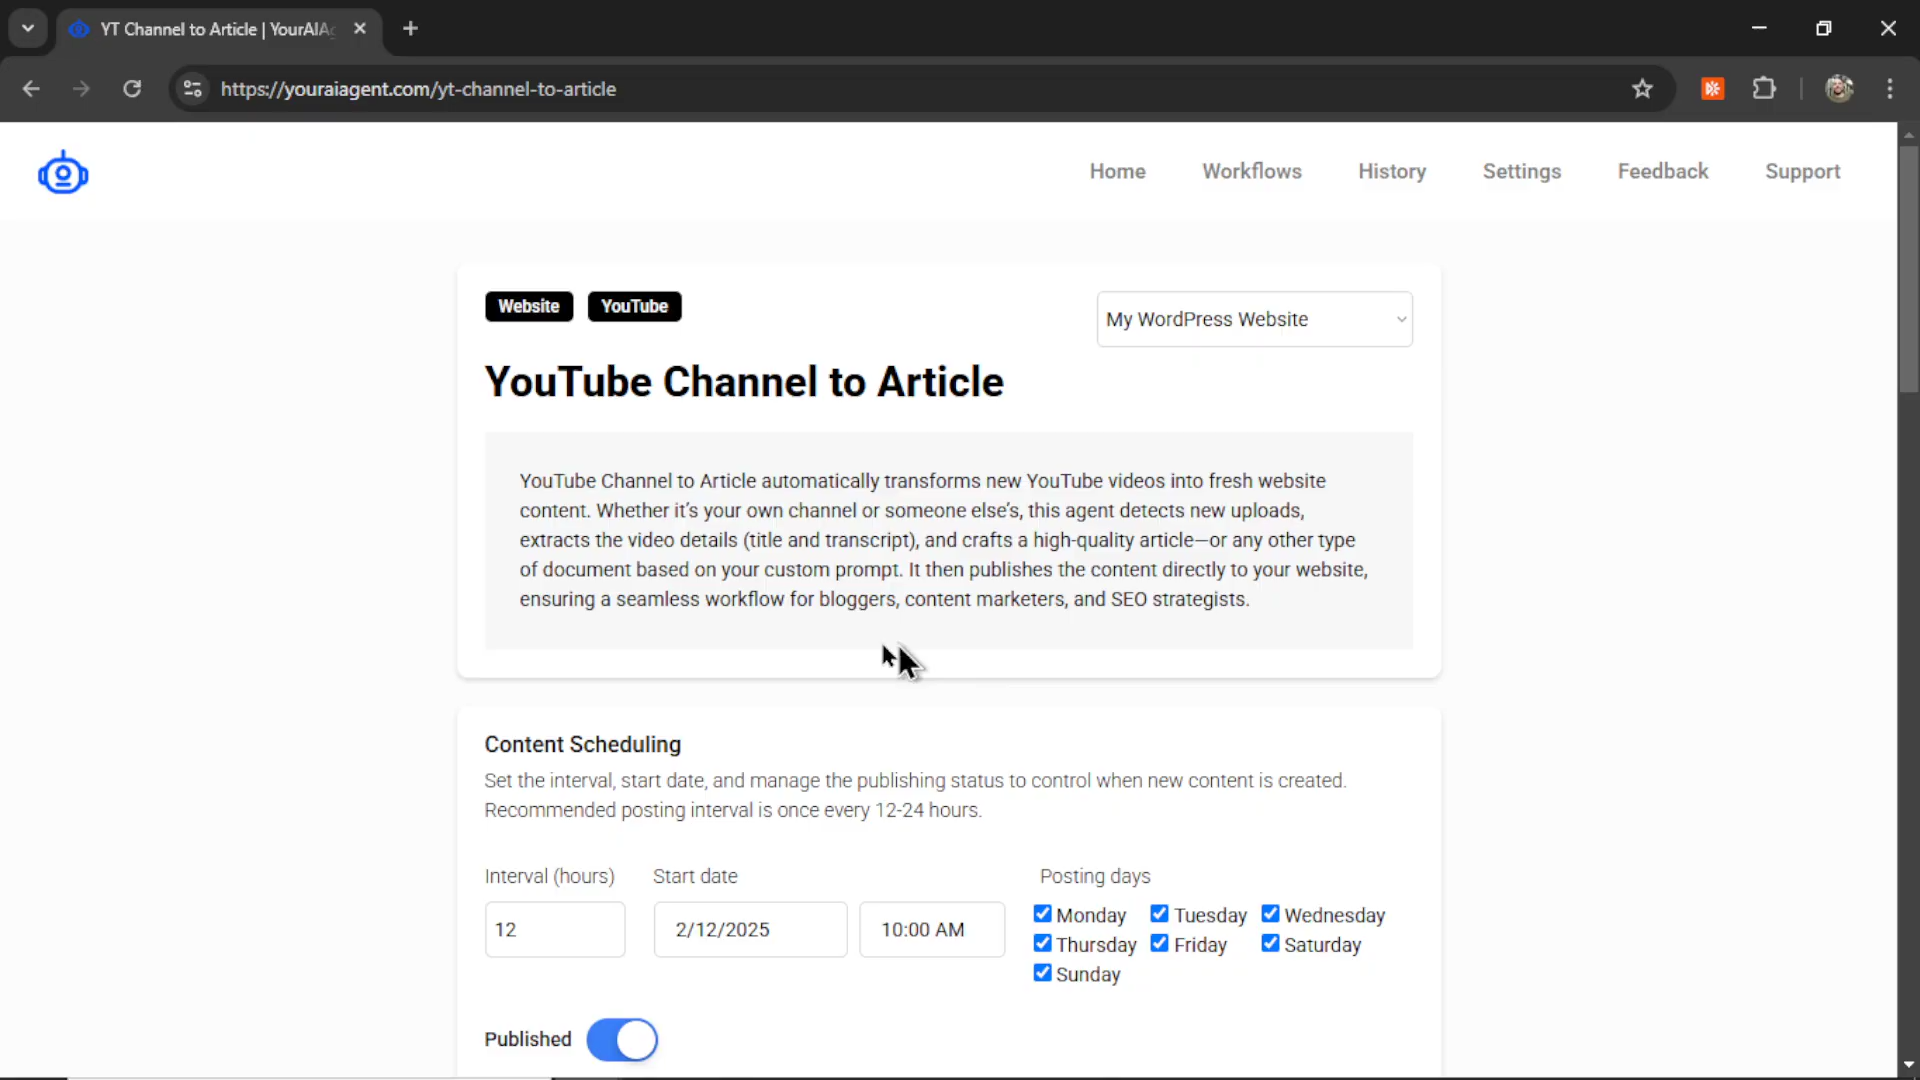 YT Channel to Article | YourAIAg
https://youraiagent.com/yt-channel-to-article
Home Workflows History Settings Feedback Support
Website YouTube
My WordPress Website
YouTube Channel to Article
YouTube Channel to Article automatically transforms new YouTube videos into fresh website
content. Whether it’s your own channel or someone else’s, this agent detects new uploads,
extracts the video details (title and transcript), and crafts a high-quality article—or any other type
of document based on your custom prompt. It then publishes the content directly to your website,
ensuring a seamless workflow for bloggers, content marketers, and SEO strategists.
Content Scheduling
Set the interval, start date, and manage the publishing status to control when new content is created.
Recommended posting interval is once every 12-24 hours.
Interval (hours) Start date Posting days
12 2/12/2025 10:00 AM
Monday Tuesday Wednesday
Thursday Friday Saturday
Sunday
Published